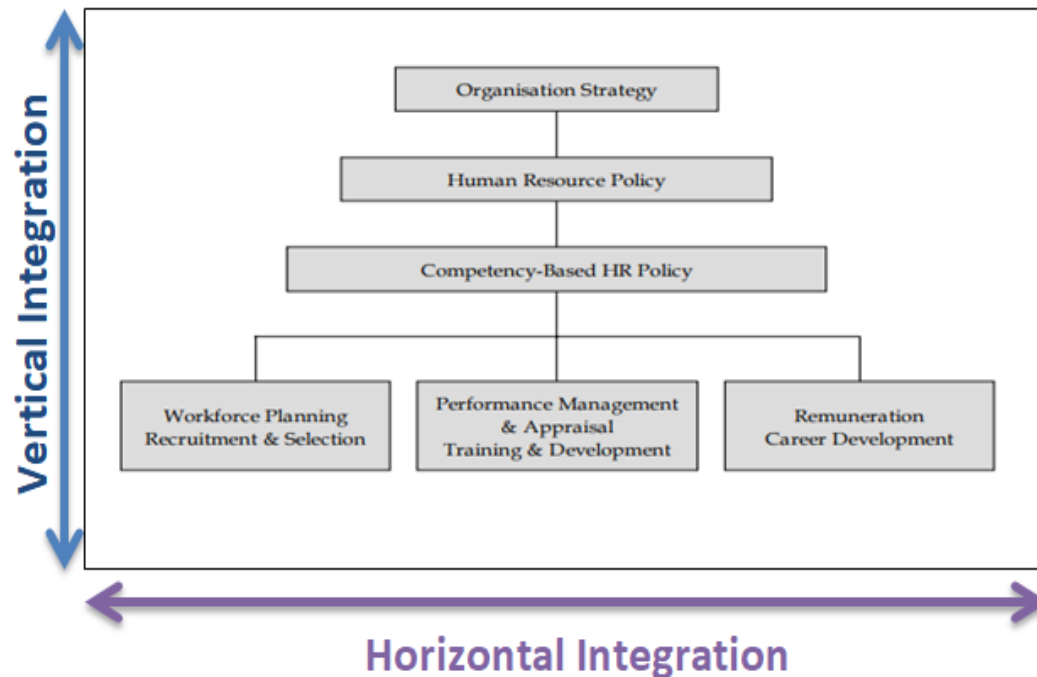 Vertical Integration
Organisation Strategy
Human Resource Policy
Competency-Based HR Policy
Workforce Planning
Recruitment & Selection
Performance Management
& Appraisal
Training & Development
Remuneration
Career Development
Horizontal Integration